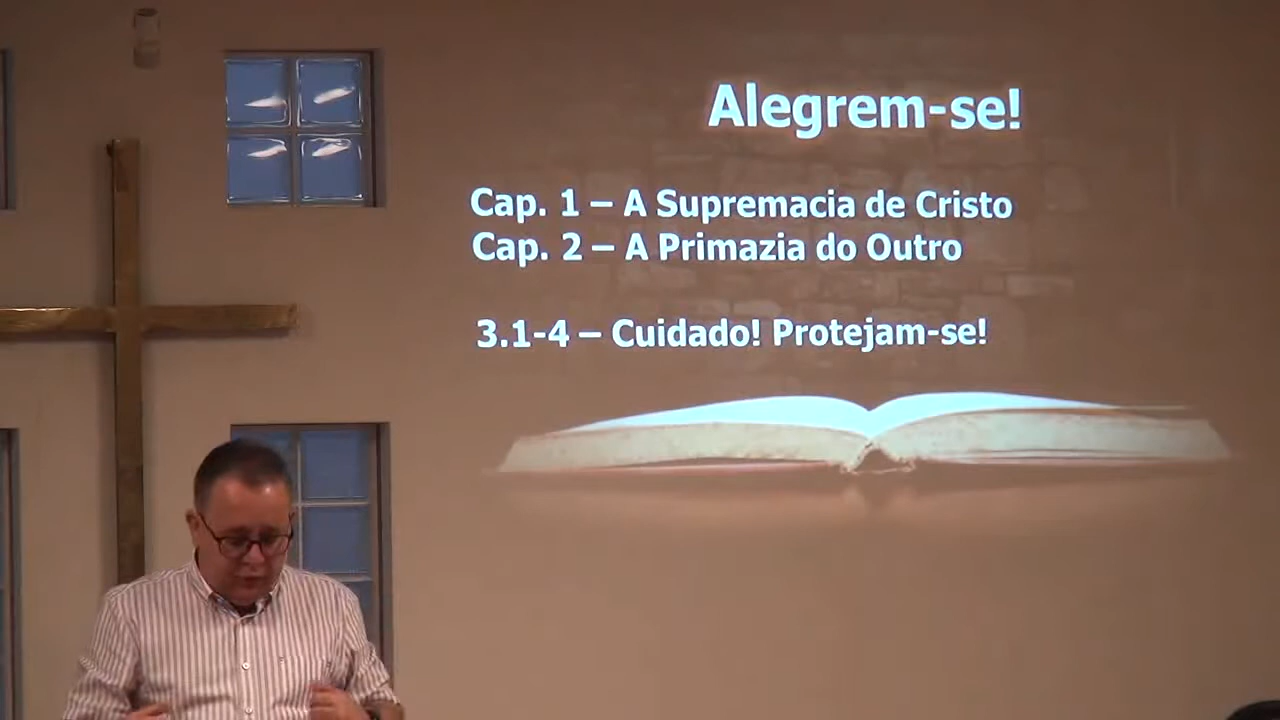 Alegrem-se!
Cap. 1 – A Supremacia de Cristo
Cap. 2 – A Primazia do Outro
3.1-4 – Cuidado! Protejam-se!